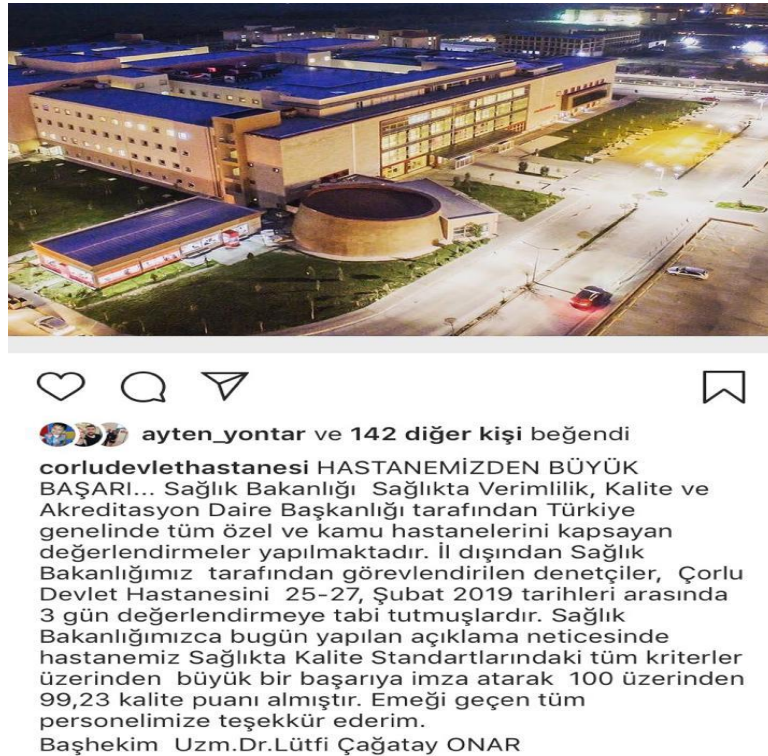 ayten_yontar ve 142 diğer kişi beğendi
corludevlethastanesi HASTANEMİZDEN BÜYÜK
BAŞARI... Sağlık Bakanlığı Sağlıkta Verimlilik, Kalite ve
Akreditasyon Daire Başkanlığı tarafından Türkiye
genelinde tüm özel ve kamu hastanelerini kapsayan
değerlendirmeler yapılmaktadır. İl dışından Sağlık
Bakanlığımız tarafından görevlendirilen denetçiler, Çorlu
Devlet Hastanesini 25-27, Şubat 2019 tarihleri arasında
3 gün değerlendirmeye tabi tutmuşlardır. Sağlık
Bakanlığımızca bugün yapılan açıklama neticesinde
hastanemiz Sağlıkta Kalite Standartlarındaki tüm kriterler
üzerinden büyük bir başarıya imza atarak 100 üzerinden
99,23 kalite puanı almıştır. Emeği geçen tüm
personelimize teşekkür ederim.
Başhekim Uzm.Dr.Lütfi Çağatay ONAR